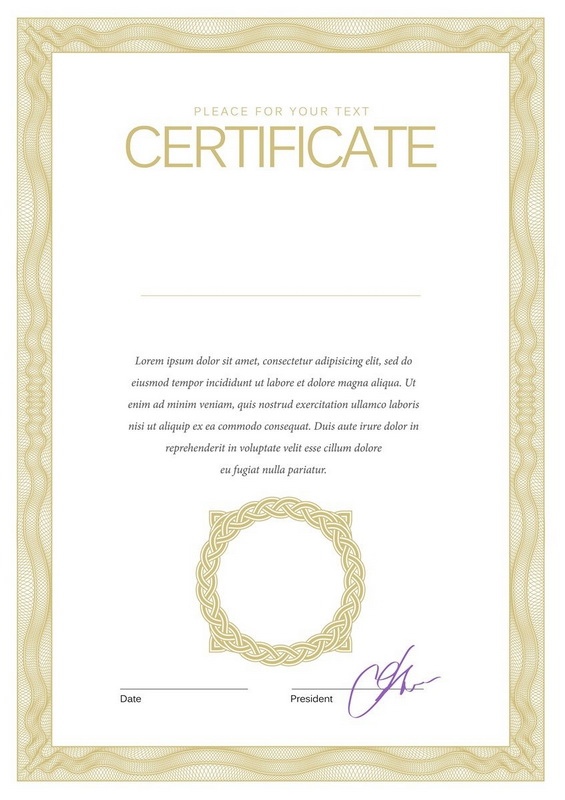 PLEACE FOR YOUR TEXT
CERTIFICATE
Lorem ipsum dolor sit amet, consectetur adipisicing elit, sed do
eiusmod tempor incididunt ut labore et dolore magna aliqua. Ut
enim ad minim veniam, quis nostrud exercitation ullamco laboris
nisi ut aliquip ex ea commodo consequat. Duis aute irure dolor in
reprehenderit in voluptate velit esse cillum dolore
eu fugiat nulla pariatur.
Date
President